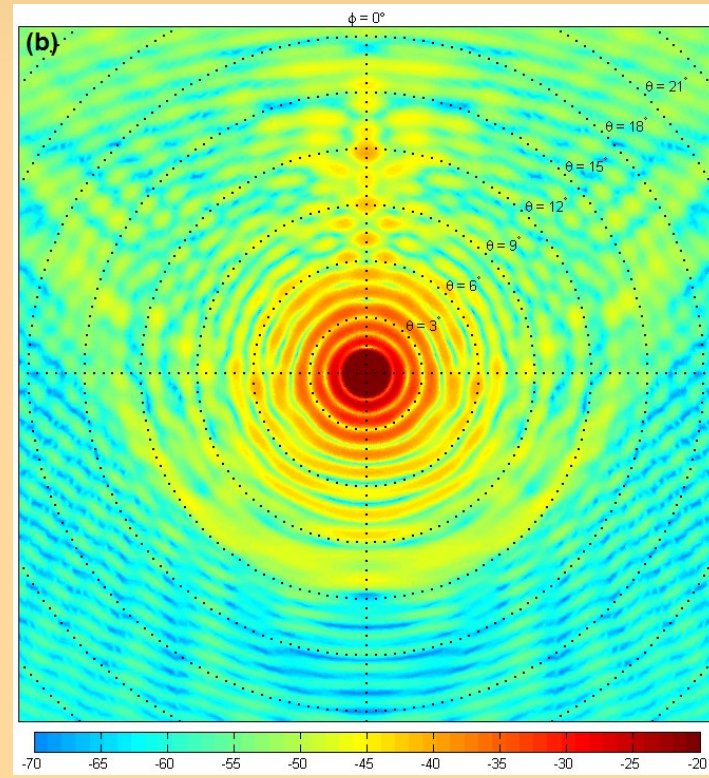 ϕ = 0°
(b)
θ = 21°
θ = 18°
θ = 15°
θ = 12°
θ = 9°
θ = 6°
θ = 3°
-70 -65 -60 -55 -50 -45 -40 -35 -30 -25 -20